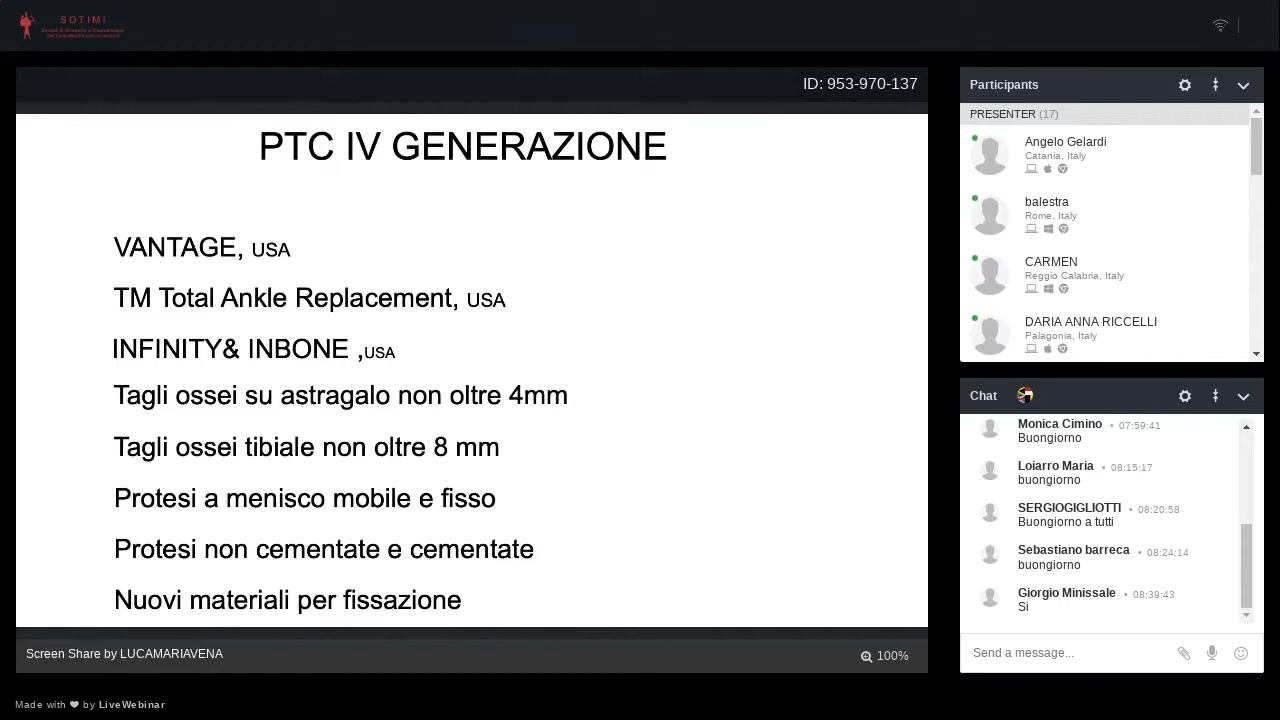 SOTIMI
ID: 953-970-137
PTC IV GENERAZIONE
VANTAGE, USA
TM Total Ankle Replacement, USA
INFINITY& INBONE ,USA
Tagli ossei su astragalo non oltre 4mm
Tagli ossei tibiale non oltre 8 mm
Protesi a menisco mobile e fisso
Protesi non cementate e cementate
Nuovi materiali per fissazione
Screen Share by LUCAMARIAVENA
100%
Participants
PRESENTER (17)
Angelo Gelardi
Catania, Italy
balestra
Rome, Italy
CARMEN
Reggio Calabria, Italy
DARIA ANNA RICCELLI
Palagonia, Italy
Chat
Monica Cimino • 07:59:41
Buongiorno
Loiarro Maria • 08:15:17
buongiorno
SERGIOGIGLIOTTI • 08:20:58
Buongiorno a tutti
Sebastiano barreca • 08:24:14
buongiorno
Giorgio Minissale • 08:39:43
Si
Send a message...
Made with ❤ by LiveWebinar